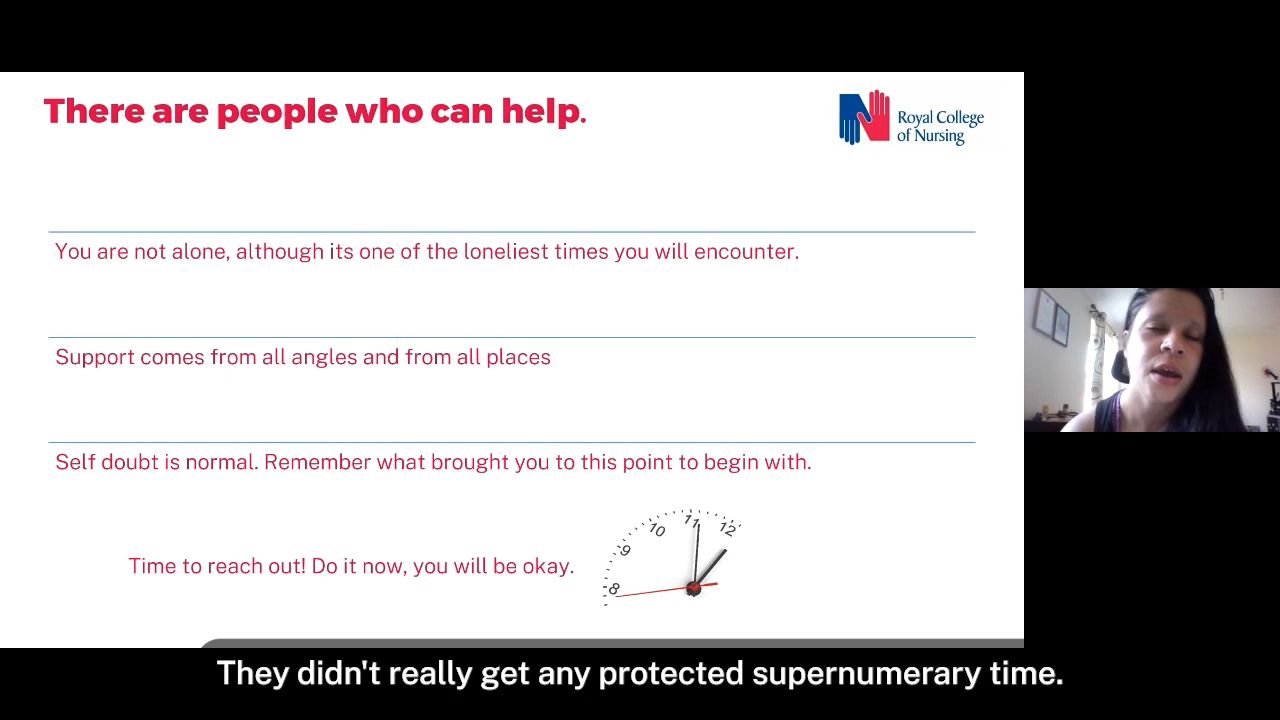 There are people who can help.
Royal College
of Nursing
You are not alone, although its one of the loneliest times you will encounter.
Support comes from all angles and from all places
Self doubt is normal. Remember what brought you to this point to begin with.
Time to reach out! Do it now, you will be okay.
8
9
10
11
12
They didn't really get any protected supernumerary time.